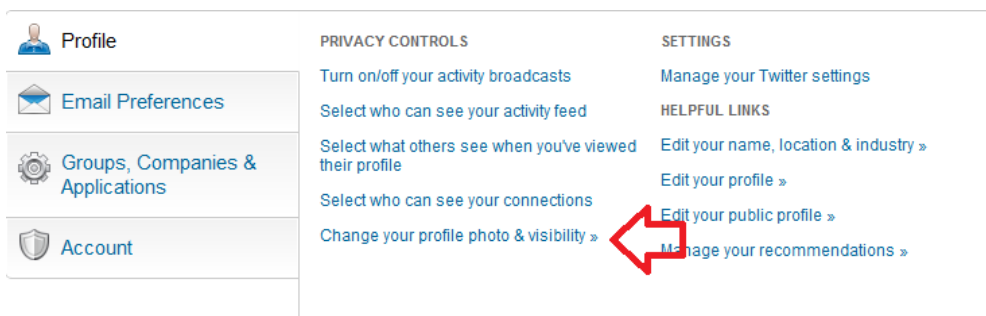 Profile
Email Preferences
Groups, Companies &
Applications
Account
PRIVACY CONTROLS
Turn on/off your activity broadcasts
Select who can see your activity feed
Select what others see when you've viewed
their profile
Select who can see your connections
Change your profile photo & visibility »
SETTINGS
Manage your Twitter settings
HELPFUL LINKS
Edit your name, location & industry »
Edit your profile »
Edit your public profile »
Manage your recommendations »